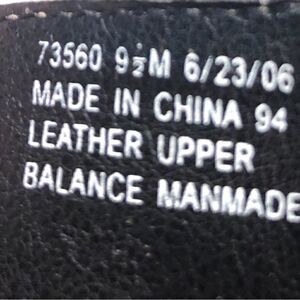 73560 9½M 6/23/06
MADE IN CHINA 94
LEATHER UPPER
BALANCE MANMADE